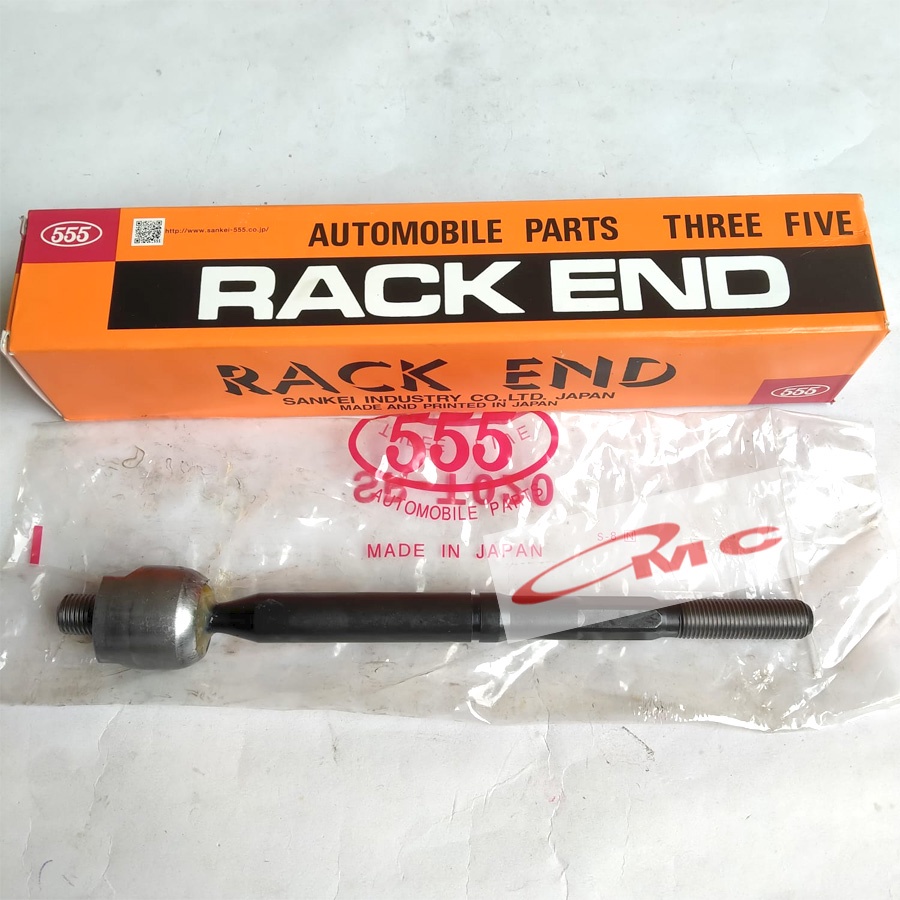 555
http://www.sankei-555.co.jp/
AUTOMOBILE PARTS THREE FIVE
RACK END
RACK END
SANKEI INDUSTRY CO.,LTD. JAPAN
MADE AND PRINTED IN JAPAN
555
555
AUTOMOBILE PARTS
MADE IN JAPAN
CMC